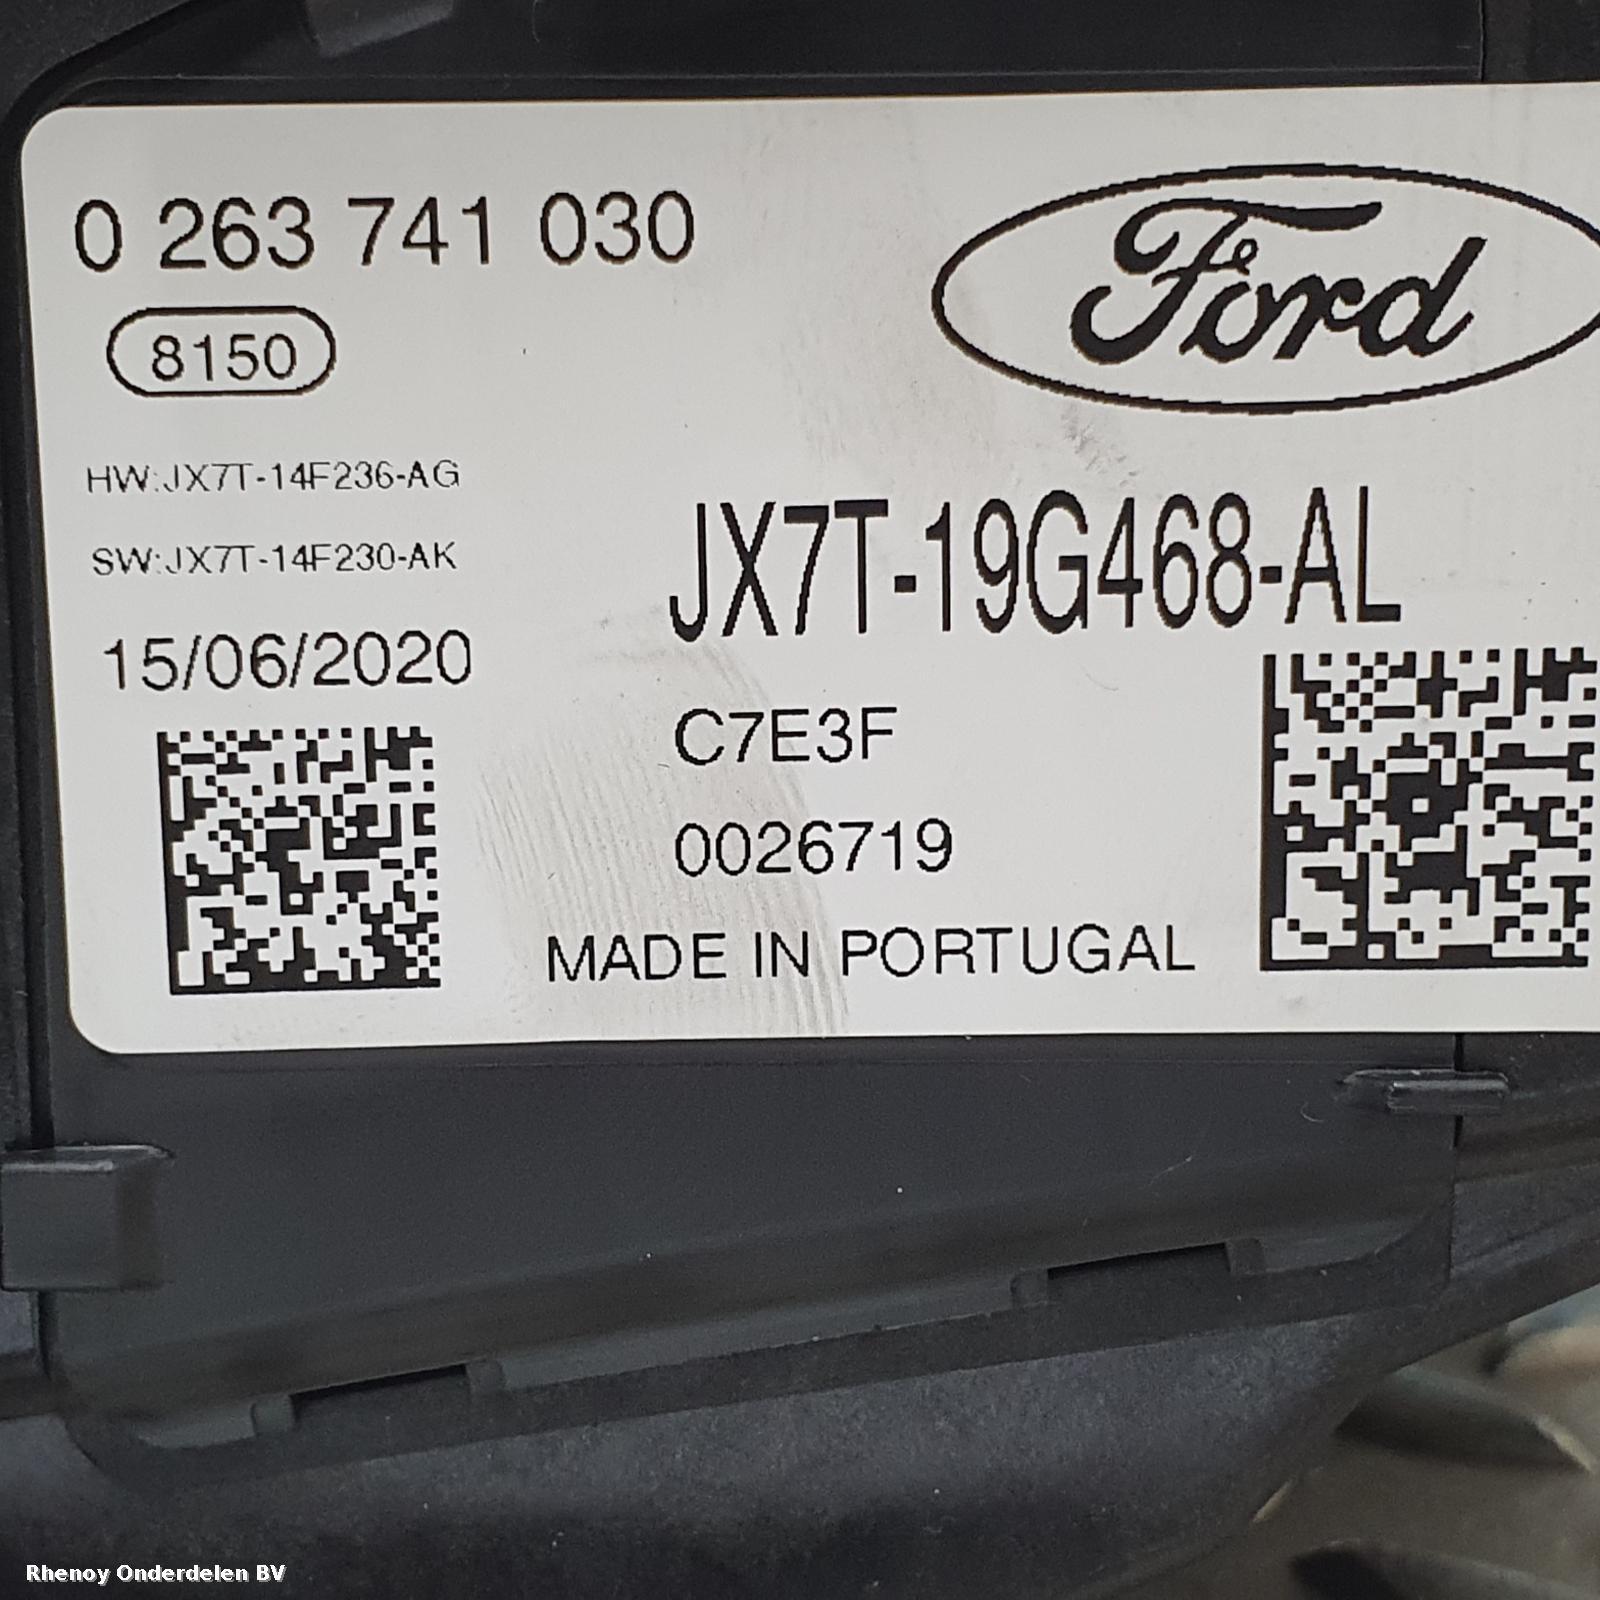 0 263 741 030
Ford
8150
HW:JX7T-14F236-AG
SW:JX7T-14F230-AK
JX7T-19G468-AL
15/06/2020
C7E3F
0026719
MADE IN PORTUGAL
Rhenoy Onderdelen BV